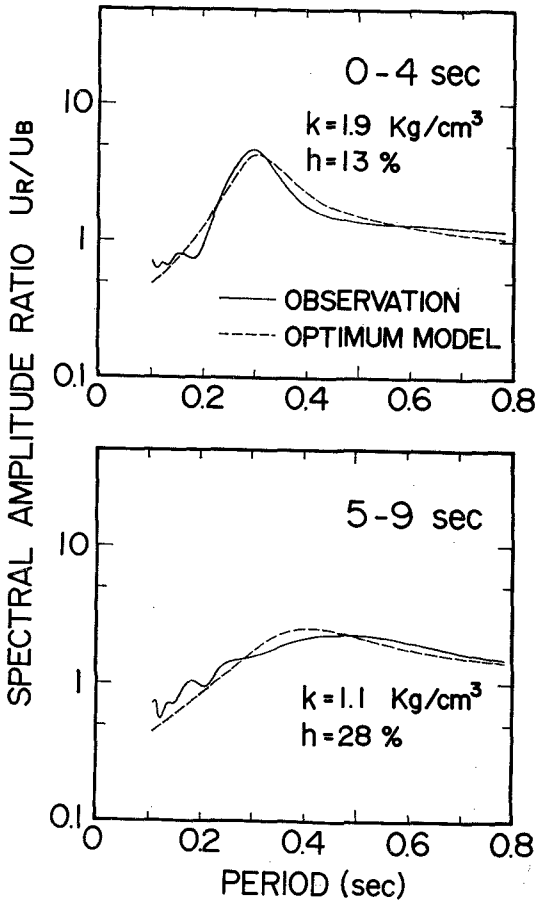 SPECTRAL AMPLITUDE RATIO UR/UB
0-4 sec
10
k=1.9 Kg/cm³
h=13 %
1
OBSERVATION
OPTIMUM MODEL
0.1
0 0.2 0.4 0.6 0.8
5-9 sec
10
1
k=1.1 Kg/cm³
h=28 %
0.1
0 0.2 0.4 0.6 0.8
PERIOD (sec)